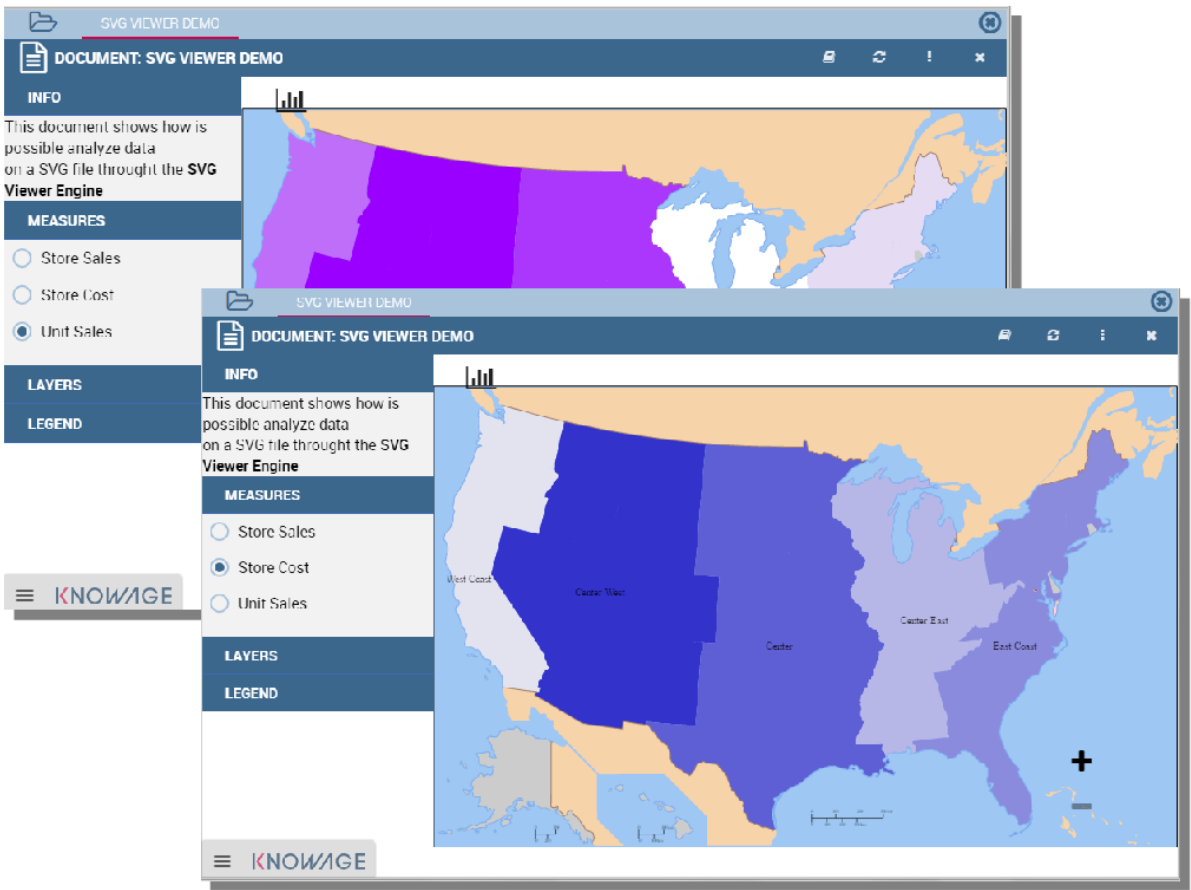 SVG VIEWER DEMO
DOCUMENT: SVG VIEWER DEMO
INFO
This document shows how is
possible analyze data
on a SVG file throught the SVG
Viewer Engine
MEASURES
Store Sales
Store Cost
Unit Sales
LAYERS
LEGEND
KNOWAGE
SVG VIEWER DEMO
DOCUMENT: SVG VIEWER DEMO
INFO
This document shows how is
possible analyze data
on a SVG file throught the SVG
Viewer Engine
MEASURES
Store Sales
Store Cost
Unit Sales
LAYERS
LEGEND
West Coast
Center West
Center
Center East
East Coast
KNOWAGE